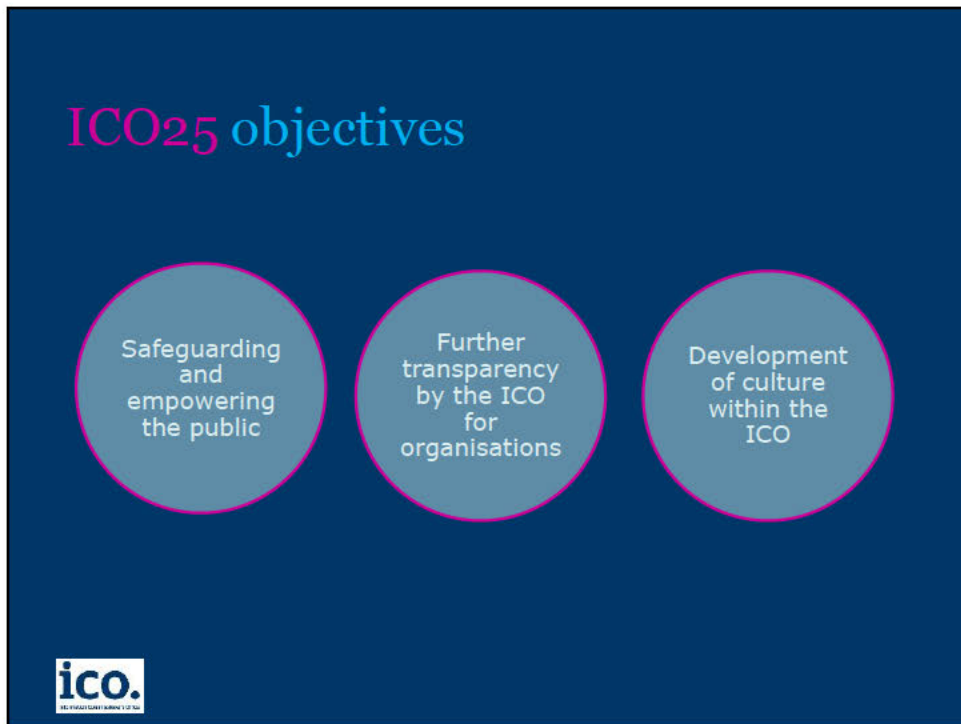 ICO25 objectives
Safeguarding
and
empowering
the public
Further
transparency
by the ICO
for
organisations
Development
of culture
within the
ICO
ico.